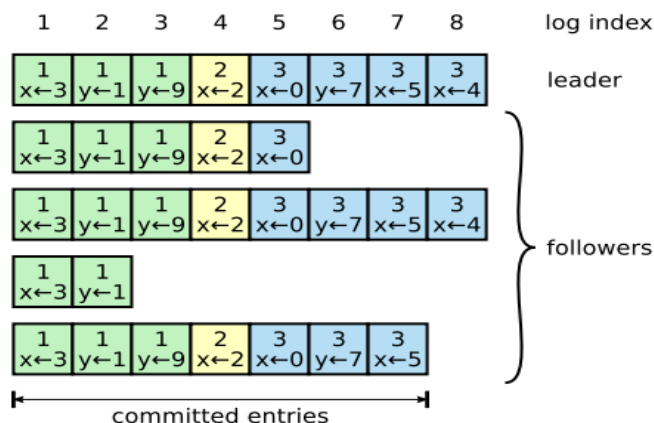 1 2 3 4 5 6 7 8 log index
1 1 1 2 3 3 3 3
x←3 y←1 y←9 x←2 x←0 y←7 x←5 x←4
leader
1 1 1 2 3
x←3 y←1 y←9 x←2 x←0
1 1 1 2 3 3 3 3
x←3 y←1 y←9 x←2 x←0 y←7 x←5 x←4
1 1
x←3 y←1
1 1 1 2 3 3 3
x←3 y←1 y←9 x←2 x←0 y←7 x←5
followers
committed entries